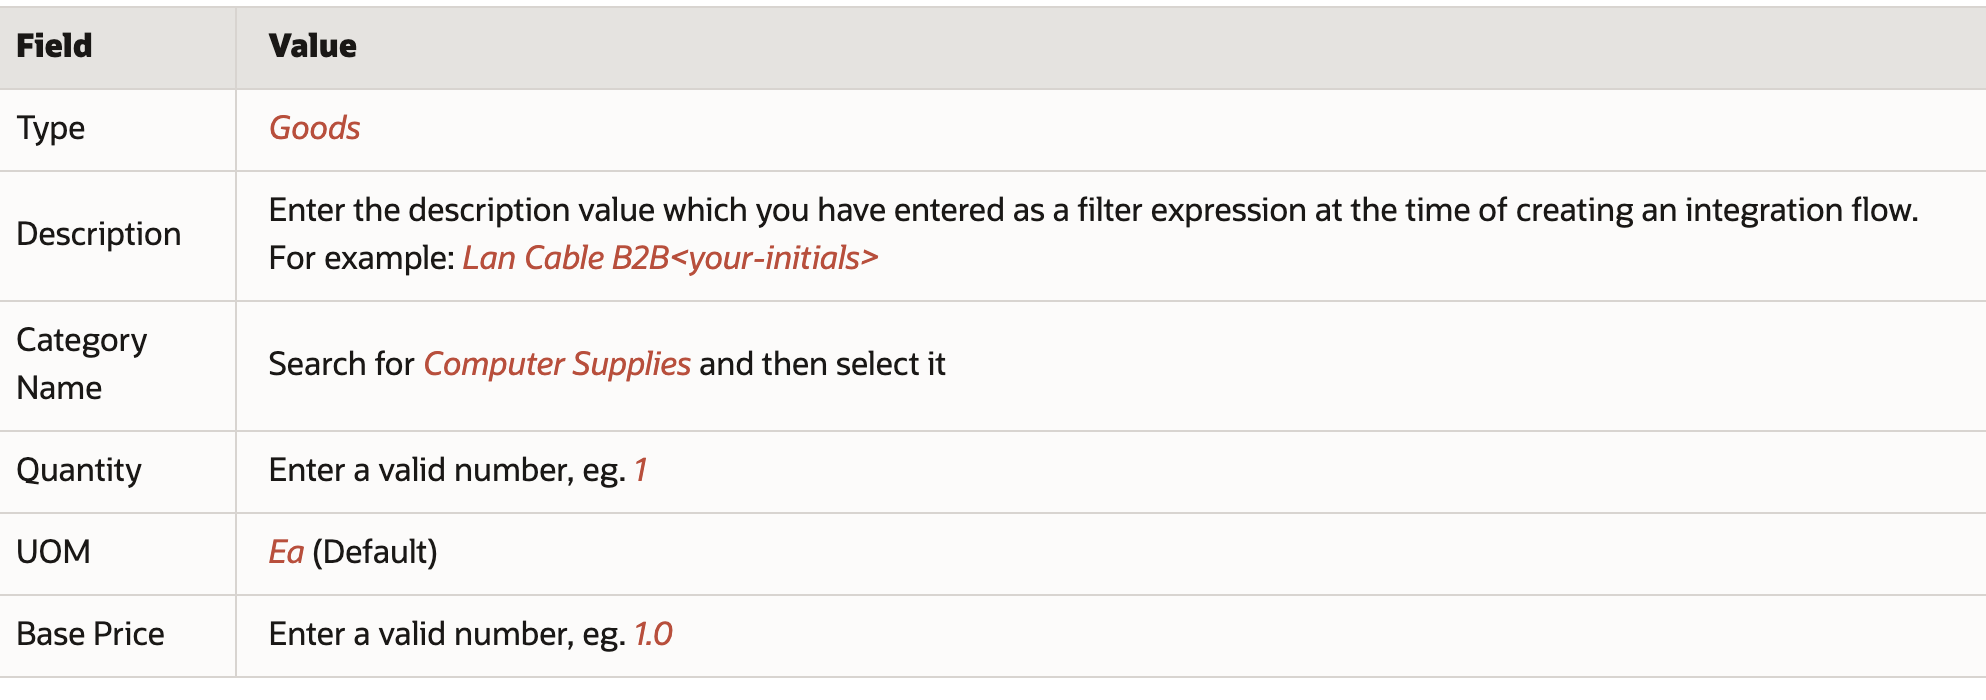 Field Value
Type Goods
Description Enter the description value which you have entered as a filter expression at the time of creating an integration flow.
For example: Lan Cable B2B<your-initials>
Category
Name
Search for Computer Supplies and then select it
Quantity Enter a valid number, eg. 1
UOM Ea (Default)
Base Price Enter a valid number, eg. 1.0